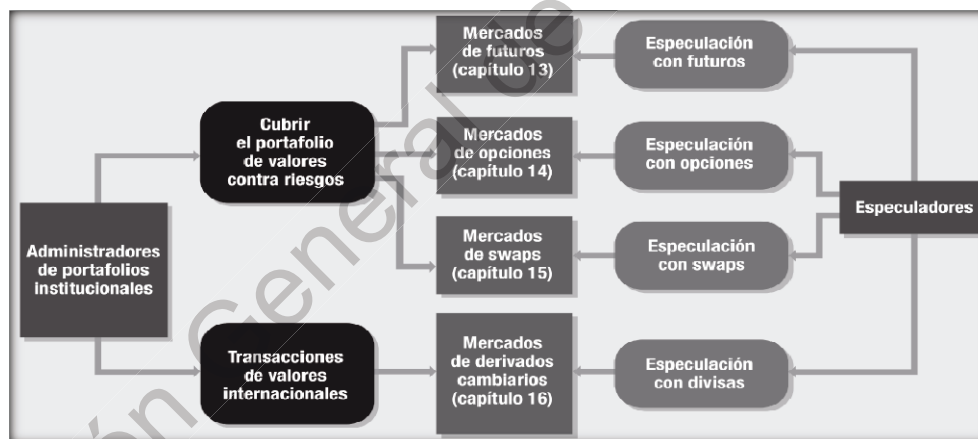 Administradores
de portafolios
institucionales
Cubrir
el portafolio
de valores
contra riesgos
Transacciones
de valores
internacionales
Mercados
de futuros
(capítulo 13)
Mercados
de opciones
(capítulo 14)
Mercados
de swaps
(capítulo 15)
Mercados
de derivados
cambiarios
(capítulo 16)
Especulación
con futuros
Especulación
con opciones
Especulación
con swaps
Especulación
con divisas
Especuladores
General de